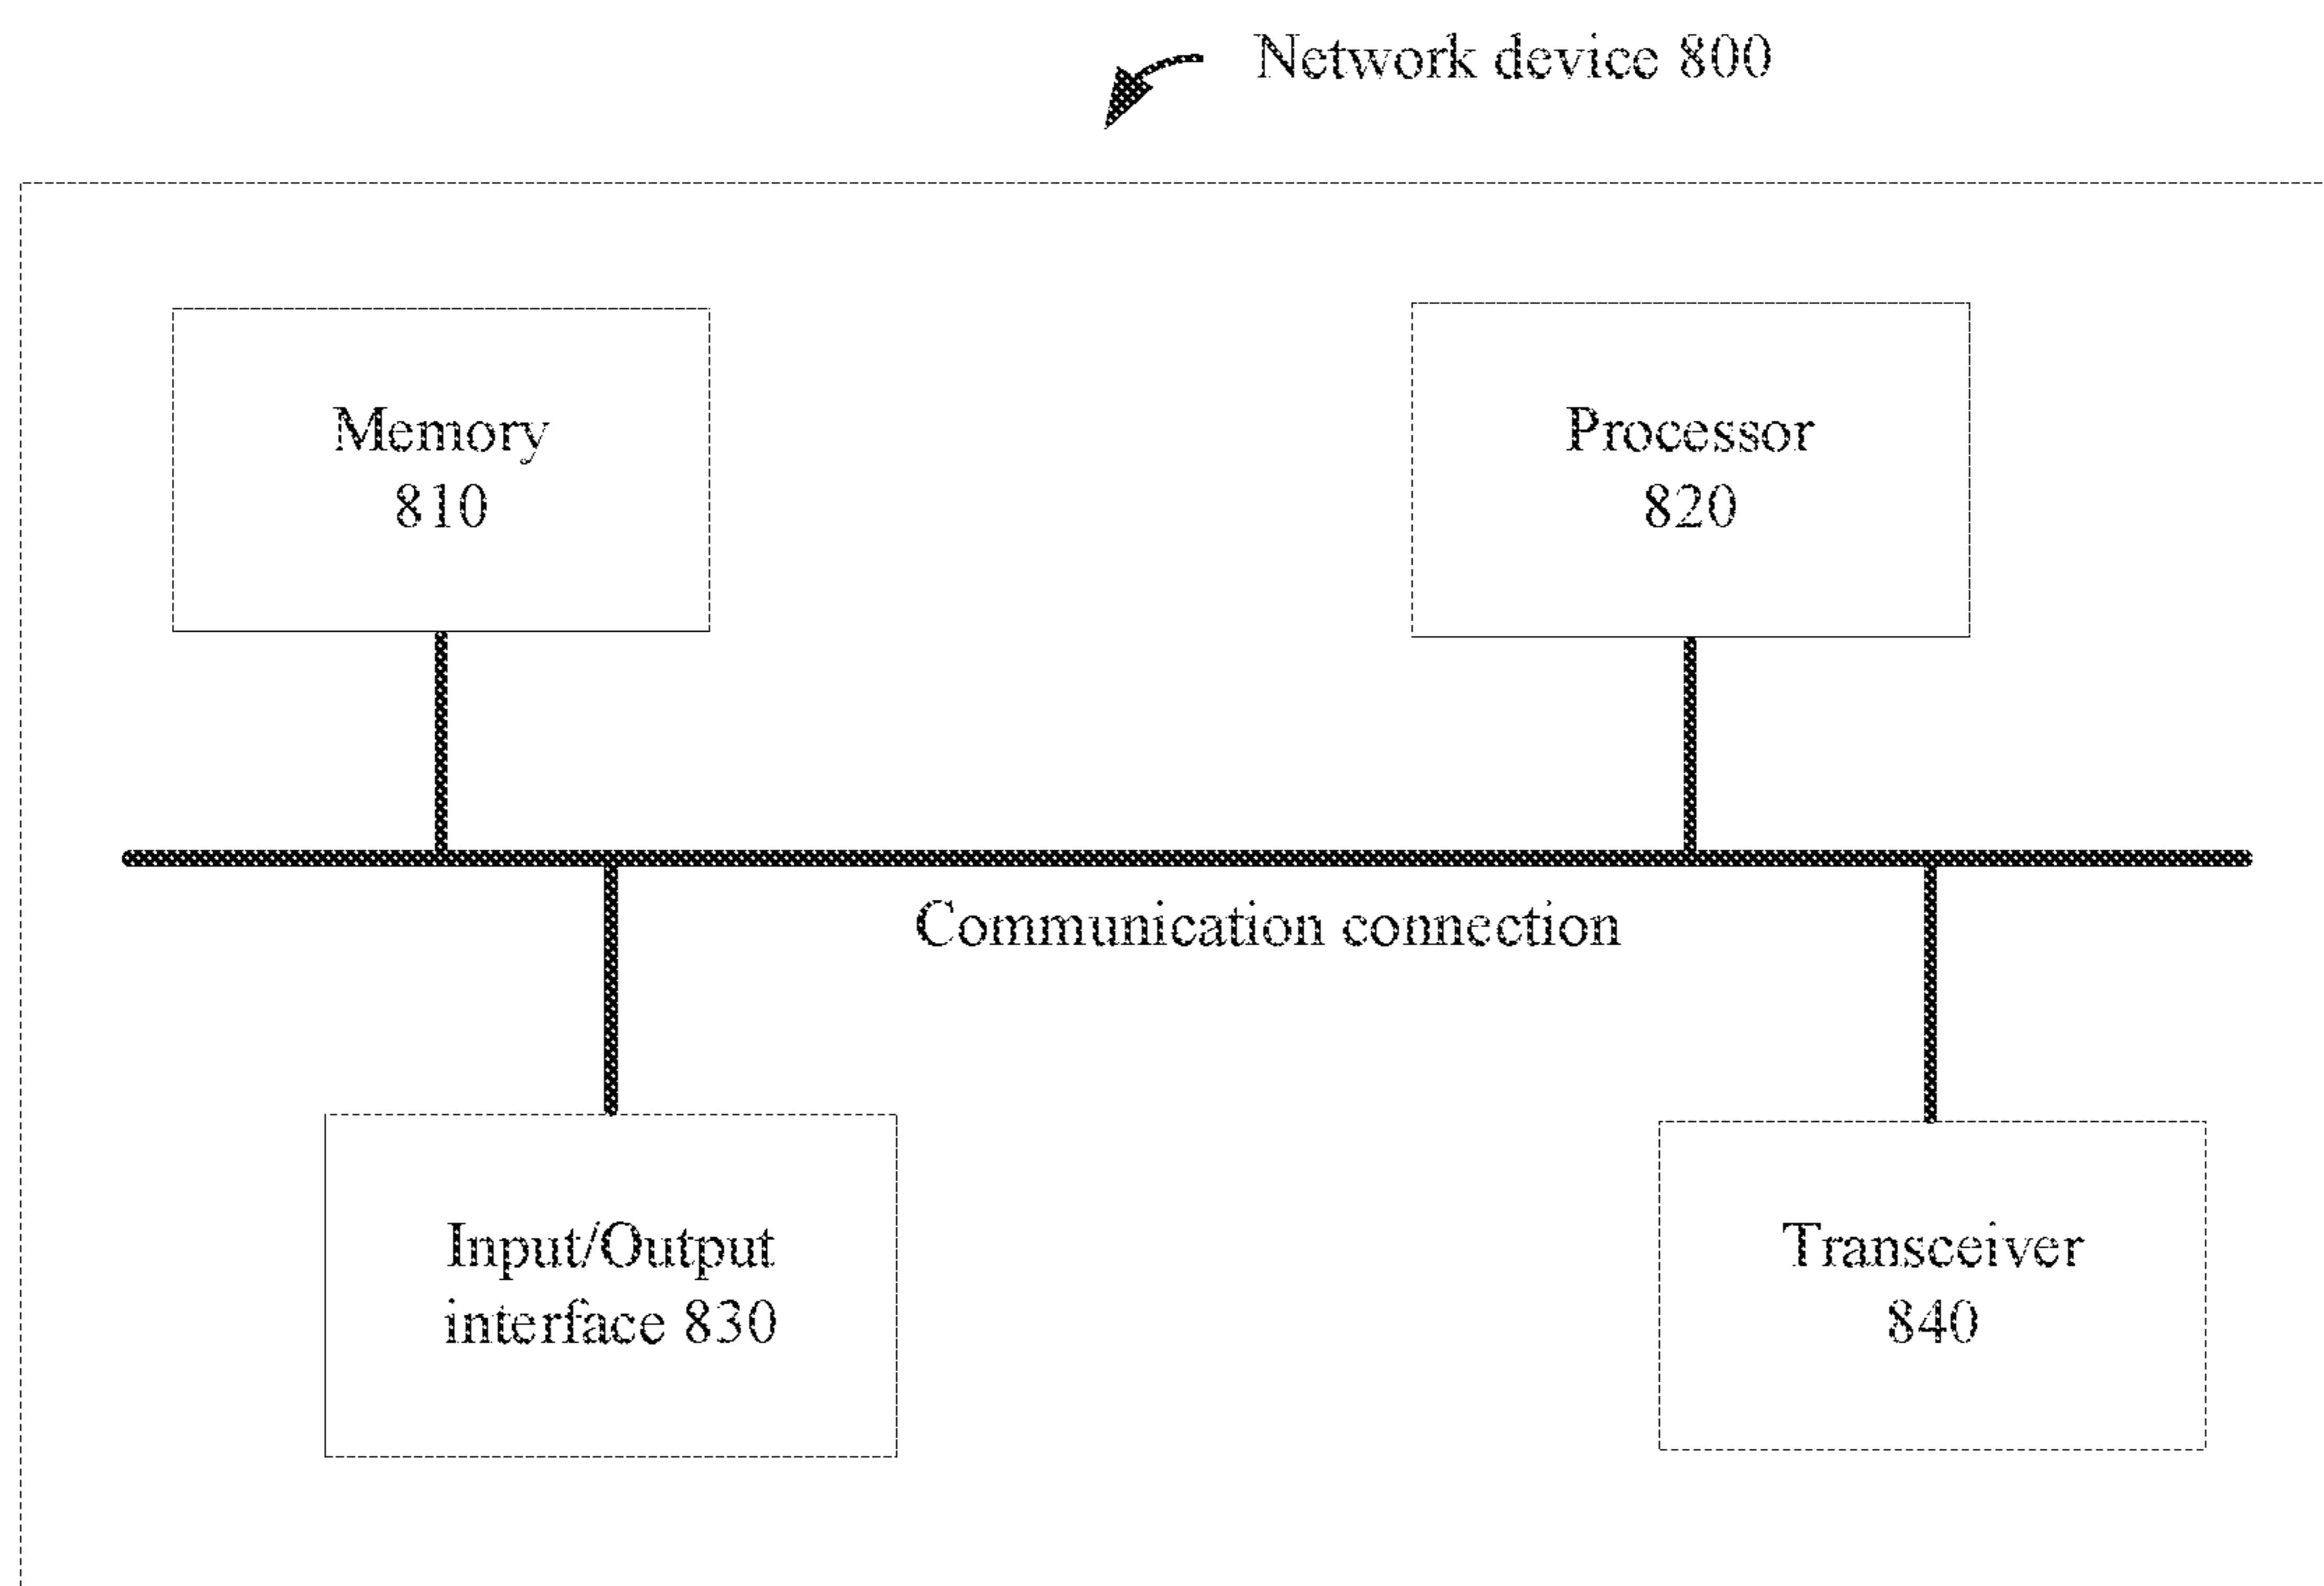 Network device 800
Memory
810
Processor
820
Communication connection
Input/Output
interface 830
Transceiver
840